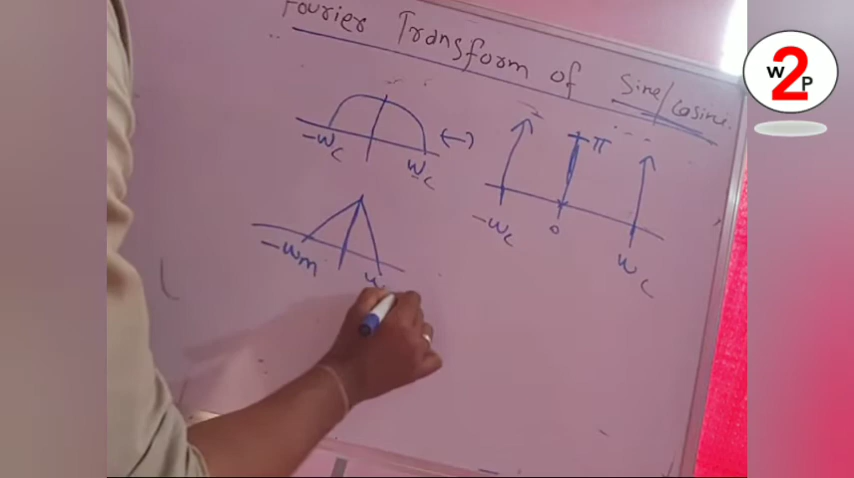 Fourier Transform of Sine/Cosine.
W2P
-ωc
ωc
↔
π
-ωc
0
ωc
-ωm
ω